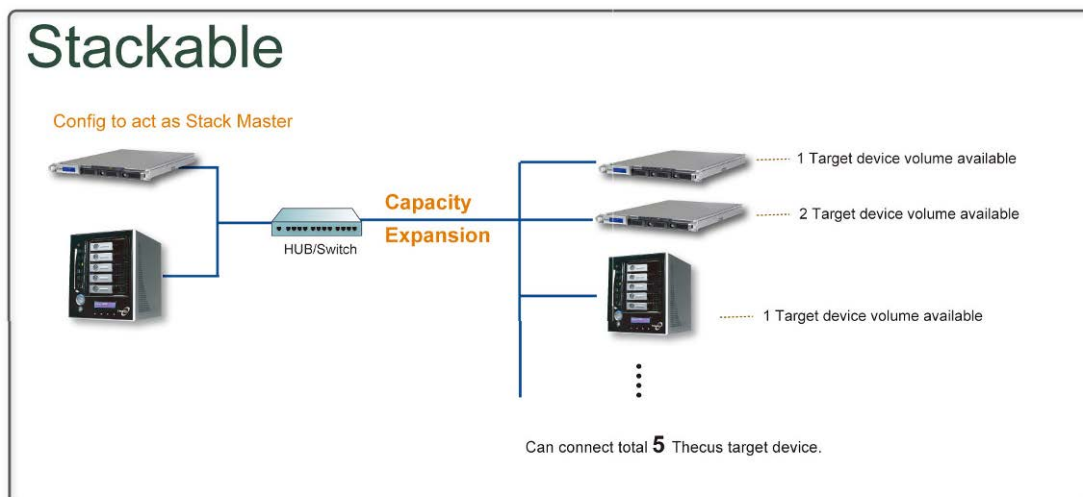 Stackable
Config to act as Stack Master
1 Target device volume available
Capacity
2 Target device volume available
Expansion
HUB/Switch
1 Target device volume available
Can connect total 5 Thecus target device.